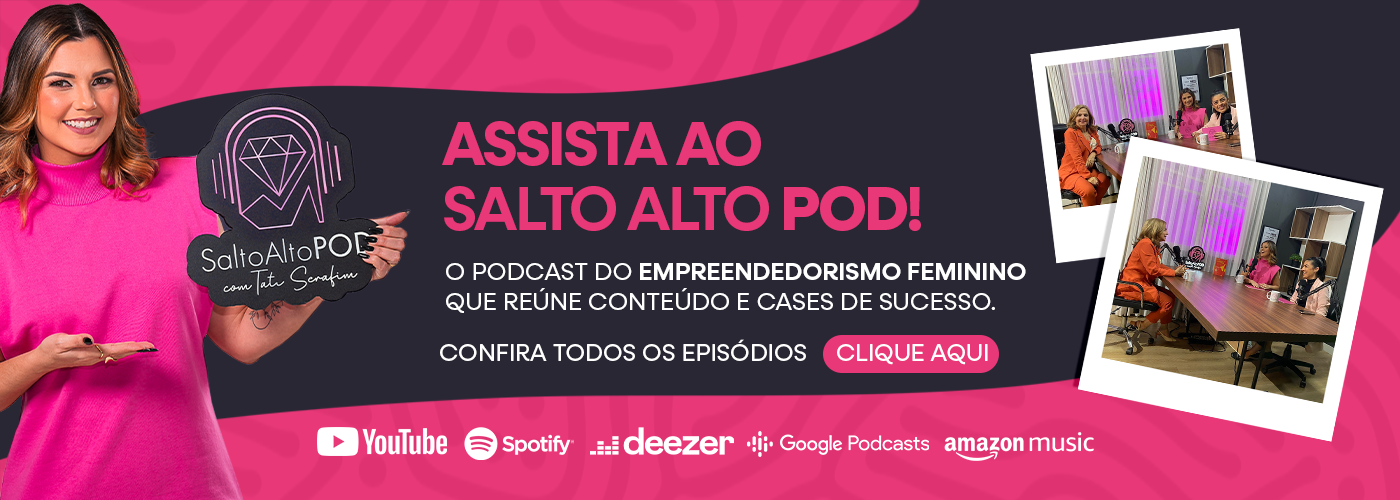 SaltoAltoPOD
com Tati Serafim
ASSISTA AO
SALTO ALTO POD!
O PODCAST DO EMPREENDEDORISMO FEMININO
QUE REÚNE CONTEÚDO E CASES DE SUCESSO.
CONFIRA TODOS OS EPISÓDIOS
CLIQUE AQUI
YouTube
Spotify
deezer
Google Podcasts
amazon music